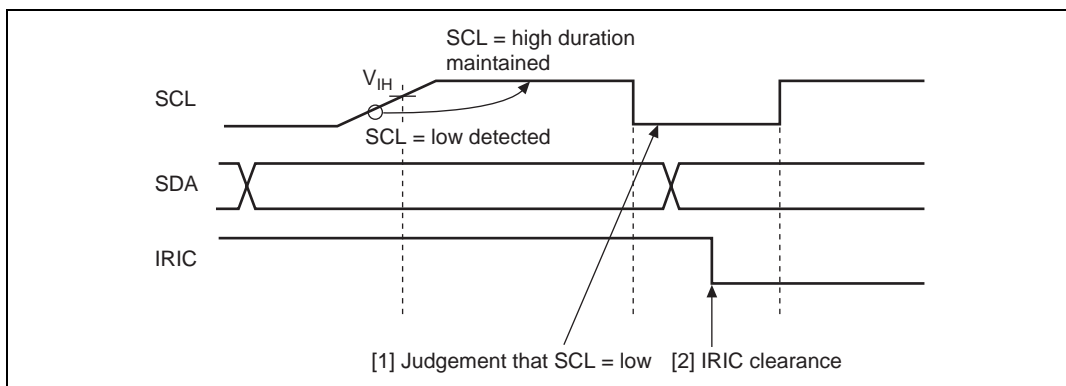 SCL = high duration
maintained
VIH
SCL
SCL = low detected
SDA
IRIC
[1] Judgement that SCL = low
[2] IRIC clearance